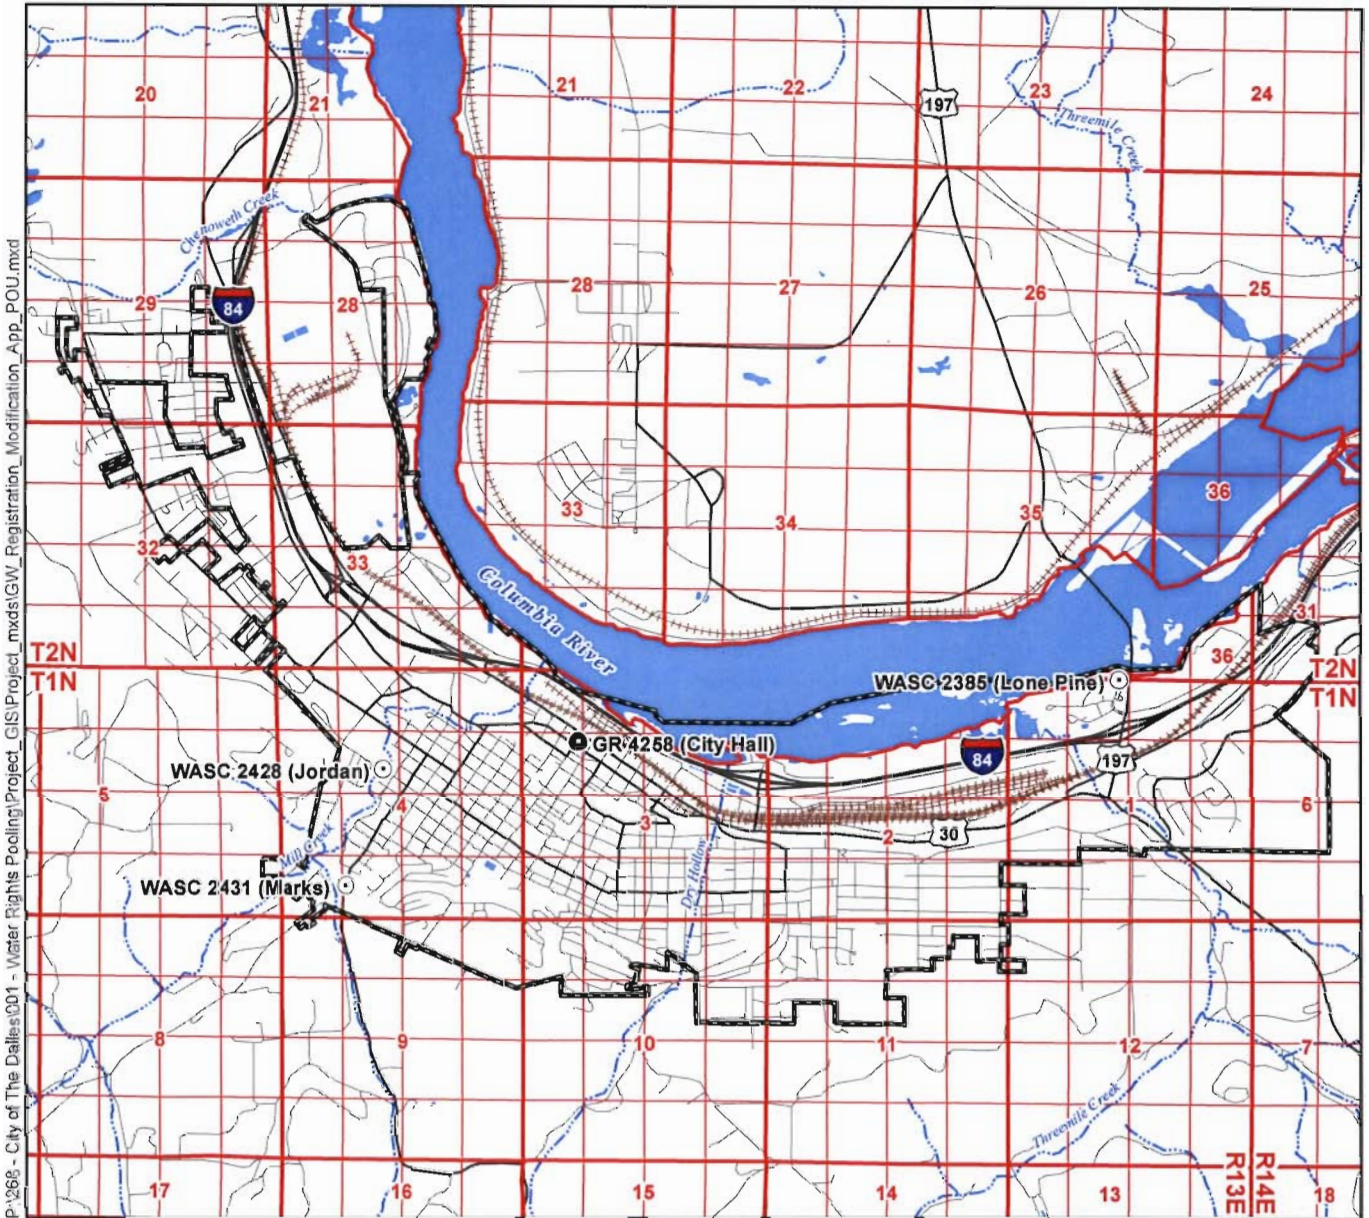 20
21
21
22
23
24
197
Threemile Creek
Chenoweth Creek
29
84
28
28
27
26
25
32
33
33
34
35
36
Columbia River
31
36
T2N
T1N
T2N
T1N
WASC 2385 (Lone Pine)
GR 4258 (City Hall)
84
197
WASC 2428 (Jordan)
5
4
3
2
30
1
6
Mill Creek
WASC 2431 (Marks)
Dry Hollow
8
9
10
11
12
7
Threemile Creek
17
16
15
14
13
R13E
R14E
18
P:\266 - City of The Dalles\001 - Water Rights Pooling\Project_GIS\Project_mxds\GW_Registration_Modification_App_POU.mxd